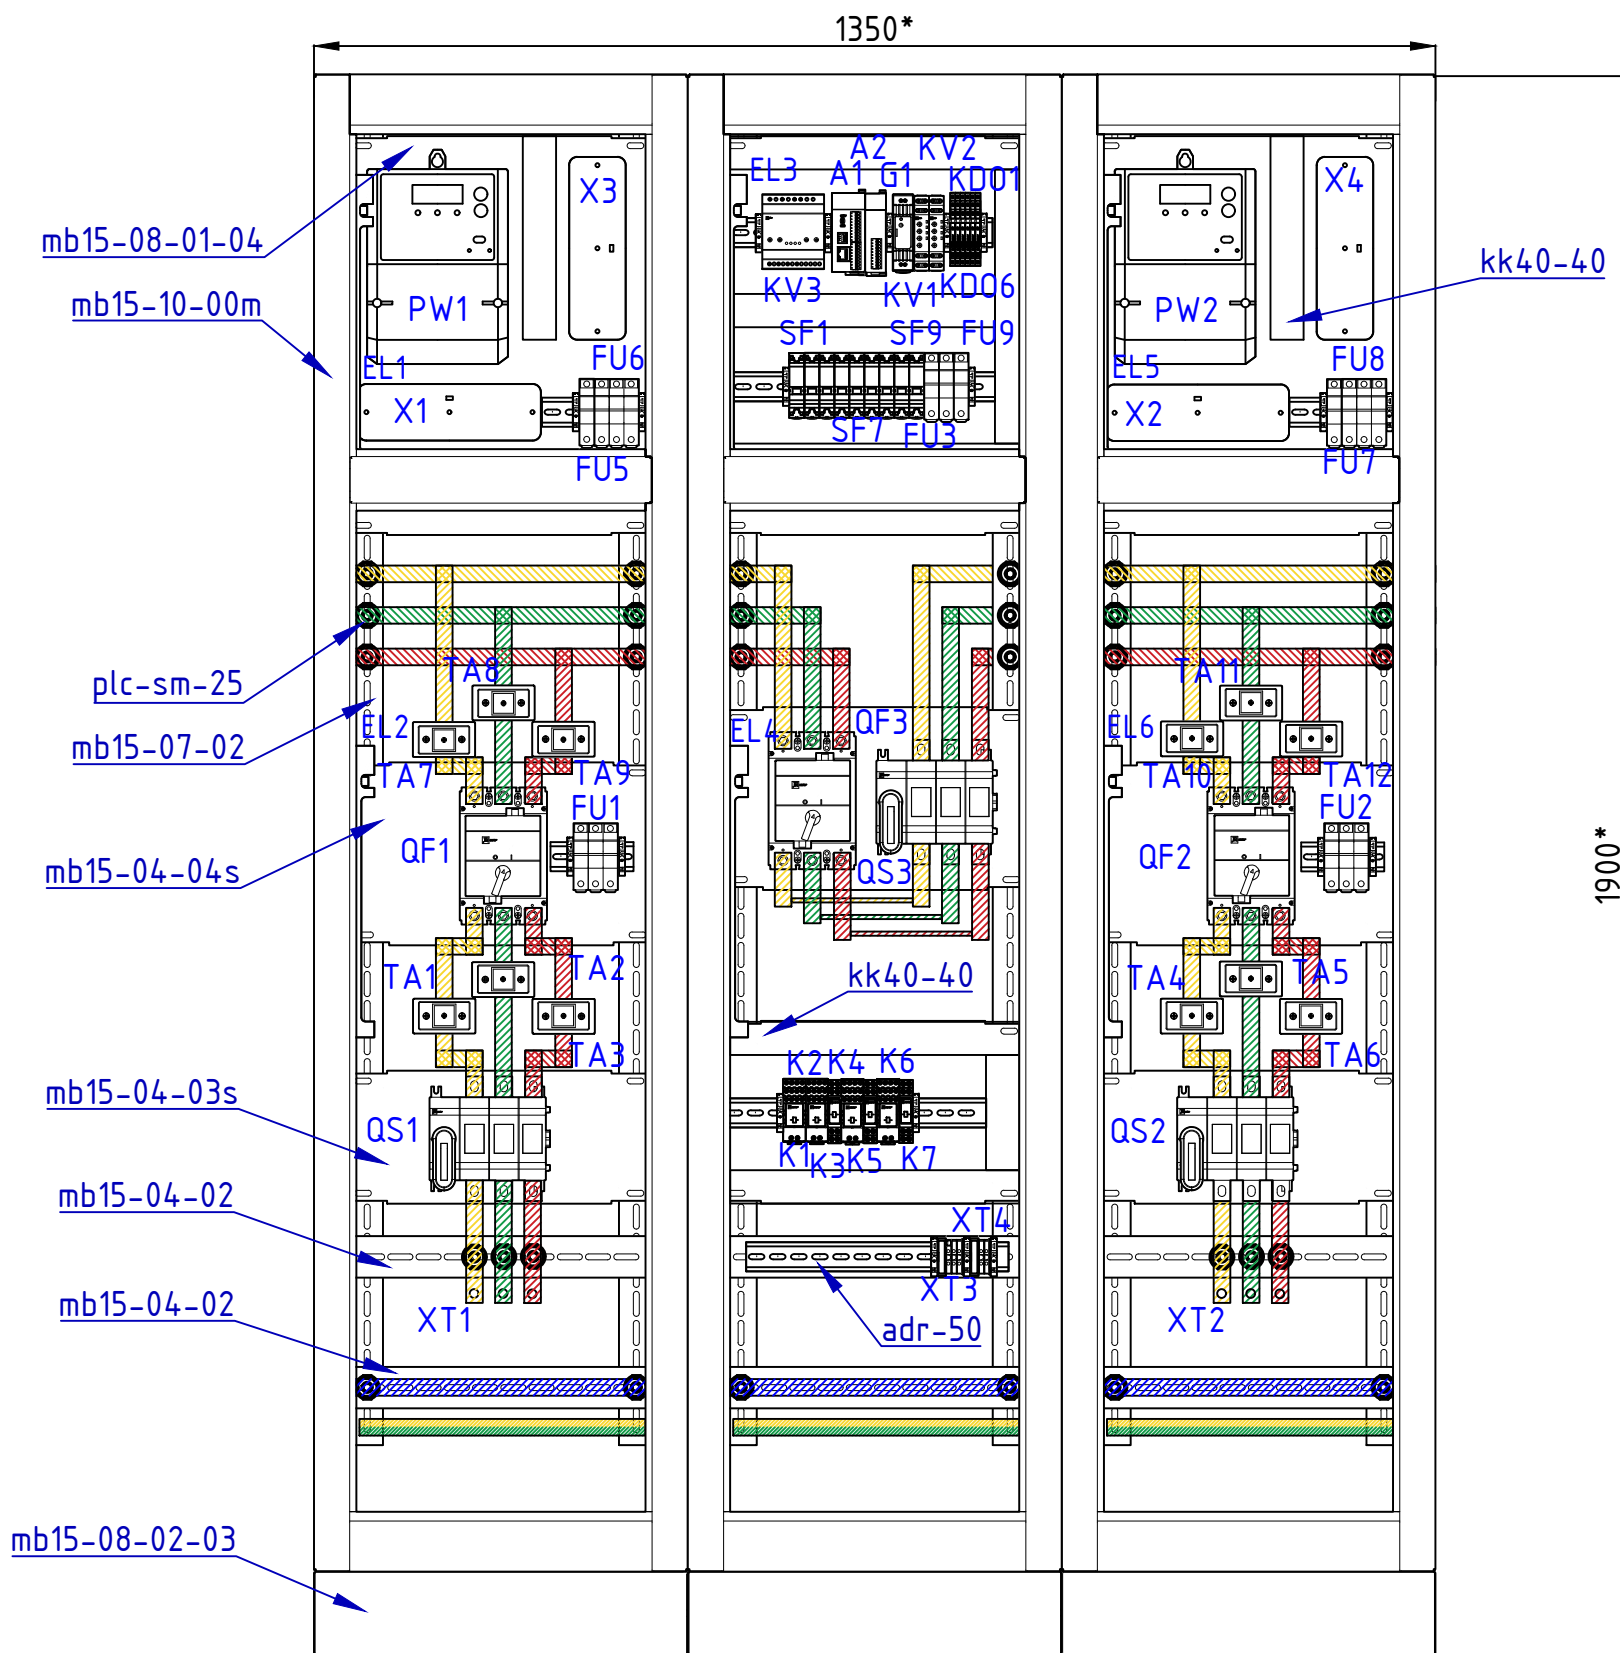 1350*
A2 KV2
EL3 A1 G1 KDO1
X3 X4
mb15-08-01-04
kk40-40
mb15-10-00m
PW1 KV3 KV1 KDO6 PW2
SF1 SF9 FU9
EL1 FU6 EL5 FU8
X1 X2
SF7 FU3
FU5 FU7
plc-sm-25
TA8 TA11
mb15-07-02
EL2 EL4 QF3 EL6
TA7 TA9 TA10 TA12
FU1 FU2
QF1 QF2
mb15-04-04s
QS3
1900*
TA1 TA2 kk40-40 TA4 TA5
TA3 TA6
K2 K4 K6
mb15-04-03s
QS1 QS2
K1 K3 K5 K7
mb15-04-02
XT4
XT3
mb15-04-02
XT1 XT2
adr-50
mb15-08-02-03